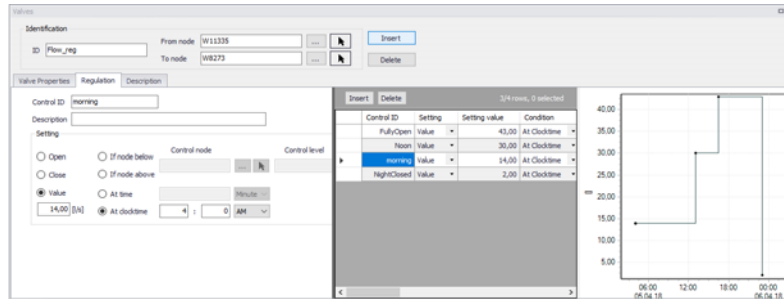 Valves
Identification
ID Flow_reg
From node W11335 ...
To node W8273 ...
Insert
Delete
Valve Properties Regulation Description
Control ID morning
Description
Setting
Open
Close
Value
14,00 [l/s]
If node below
If node above
Control node
...
Control level
At time Minute
At clocktime 4 : 0 AM
Insert Delete 3/4 rows, 0 selected
Control ID Setting Setting value Condition
FullyOpen Value 43,00 At Clocktime
Noon Value 30,00 At Clocktime
morning Value 14,00 At Clocktime
NightClosed Value 2,00 At Clocktime
40,00
35,00
30,00
25,00
20,00
15,00
10,00
5,00
06:00 12:00 18:00 00:00
05.04.18 06.04.18